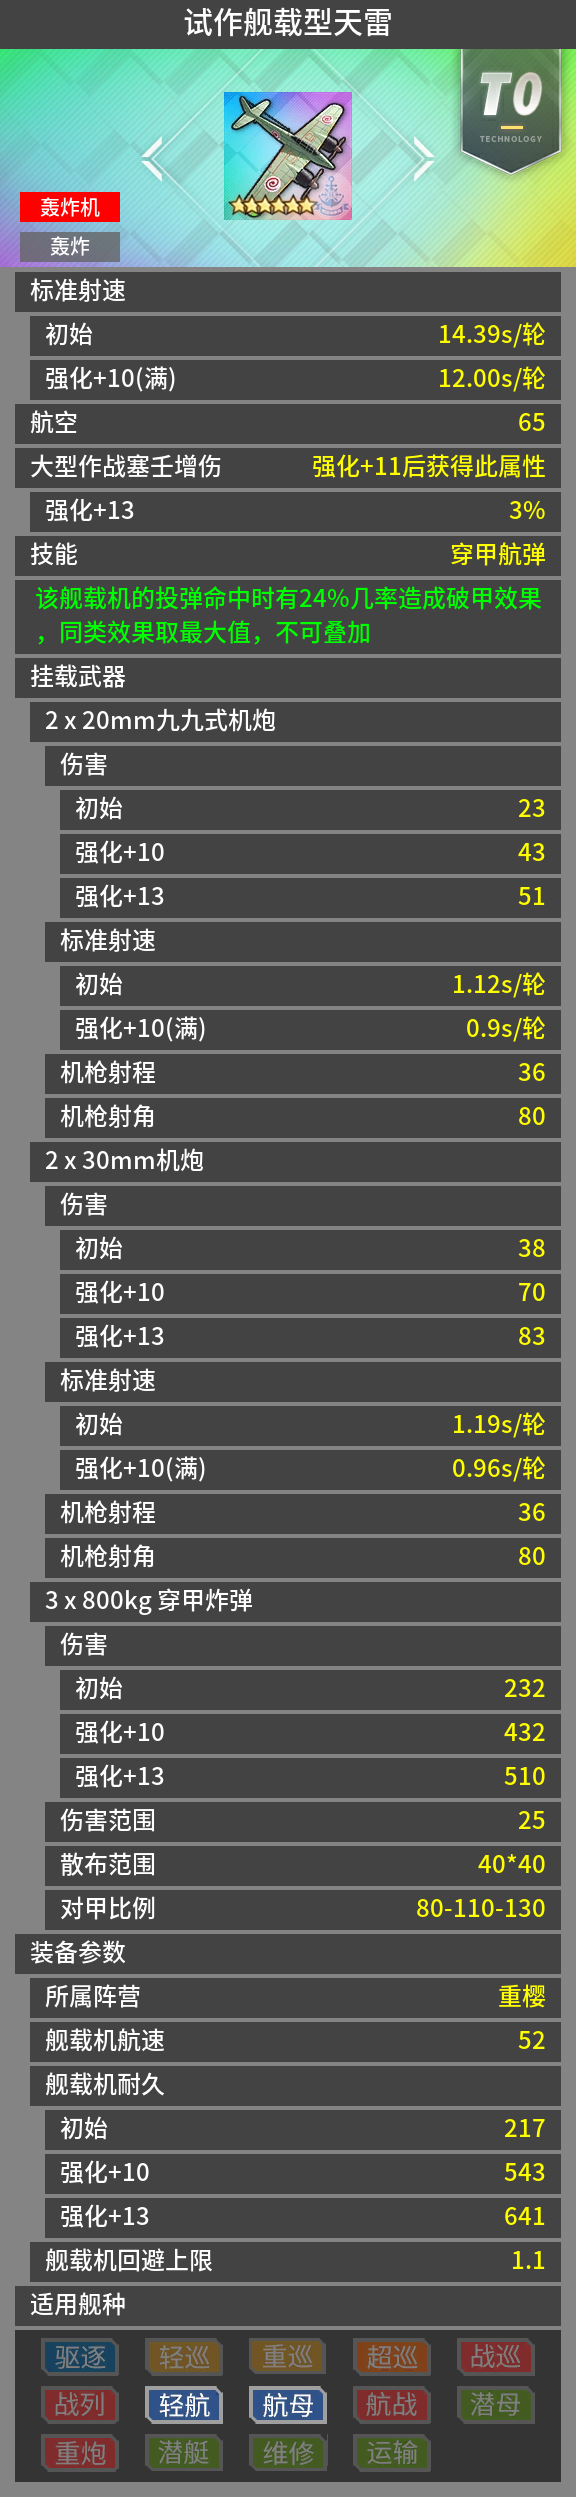 试作舰载型天雷
T0
TECHNOLOGY
轰炸机
轰炸
标准射速
初始 14.39s/轮
强化+10(满) 12.00s/轮
航空 65
大型作战塞壬增伤 强化+11后获得此属性
强化+13 3%
技能 穿甲航弹
该舰载机的投弹命中时有24%几率造成破甲效果
，同类效果取最大值，不可叠加
挂载武器
2 x 20mm九九式机炮
伤害
初始 23
强化+10 43
强化+13 51
标准射速
初始 1.12s/轮
强化+10(满) 0.9s/轮
机枪射程 36
机枪射角 80
2 x 30mm机炮
伤害
初始 38
强化+10 70
强化+13 83
标准射速
初始 1.19s/轮
强化+10(满) 0.96s/轮
机枪射程 36
机枪射角 80
3 x 800kg 穿甲炸弹
伤害
初始 232
强化+10 432
强化+13 510
伤害范围 25
散布范围 40*40
对甲比例 80-110-130
装备参数
所属阵营 重樱
舰载机航速 52
舰载机耐久
初始 217
强化+10 543
强化+13 641
舰载机回避上限 1.1
适用舰种
驱逐 轻巡 重巡 超巡 战巡
战列 轻航 航母 航战 潜母
重炮 潜艇 维修 运输